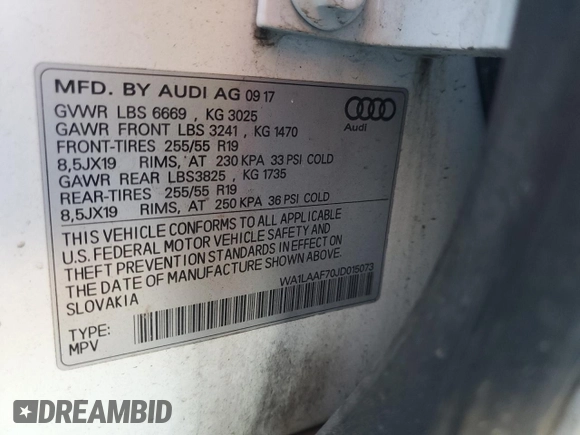 MFD. BY AUDI AG 09 17
GVWR LBS 6669 , KG 3025
GAWR FRONT LBS 3241 , KG 1470
FRONT-TIRES 255/55 R19
8,5JX19 RIMS, AT 230 KPA 33 PSI COLD
GAWR REAR LBS3825 , KG 1735
REAR-TIRES 255/55 R19
8,5JX19 RIMS, AT 250 KPA 36 PSI COLD
Audi
THIS VEHICLE CONFORMS TO ALL APPLICABLE
U.S. FEDERAL MOTOR VEHICLE SAFETY AND
THEFT PREVENTION STANDARDS IN EFFECT ON
THE DATE OF MANUFACTURE SHOWN ABOVE.
SLOVAKIA
WA1LAAF70JD015073
TYPE:
MPV
DREAMBID